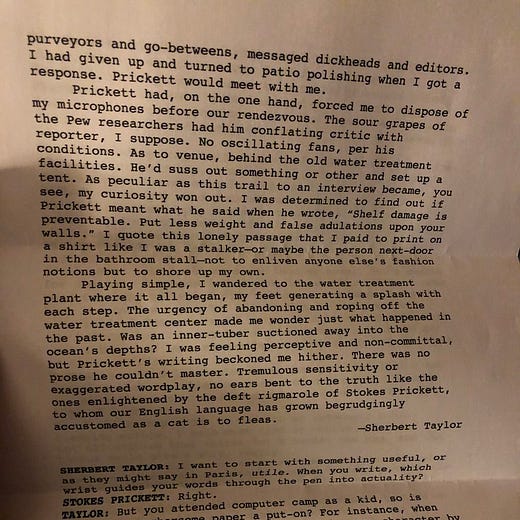 purveyors and go-betweens, messaged dickheads and editors.
I had given up and turned to patio polishing when I got a
response. Prickett would meet with me.
Prickett had, on the one hand, forced me to dispose of
my microphones before our rendezvous. The sour grapes of
the Pew researchers had him conflating critic with
reporter, I suppose. No oscillating fans, per his
conditions. As to venue, behind the old water treatment
facilities. He'd suss out something or other and set up a
tent. As peculiar as this trail to an interview became, you
see, my curiosity won out. I was determined to find out if
Prickett meant what he said when he wrote, "Shelf damage is
preventable. Put less weight and false adulations upon your
walls." I quote this lonely passage that I paid to print on
a shirt like I was a stalker—or maybe the person next-door
in the bathroom stall—not to enliven anyone else's fashion
notions but to shore up my own.
Playing simple, I wandered to the water treatment
plant where it all began, my feet generating a splash with
each step. The urgency of abandoning and roping off the
water treatment center made me wonder just what happened in
the past. Was an inner-tuber suctioned away into the
ocean's depths? I was feeling perceptive and non-committal,
but Prickett's writing beckoned me hither. There was no
prose he couldn't master. Tremulous sensitivity or
exaggerated wordplay, no ears bent to the truth like the
ones enlightened by the deft rigmarole of Stokes Prickett,
to whom our English language has grown begrudgingly
accustomed as a cat is to fleas.
—Sherbert Taylor
SHERBERT TAYLOR: I want to start with something useful, or
as they might say in Paris, utile. When you write, which
wrist guides your words through the pen into actuality?
STOKES PRICKETT: Right.
TAYLOR: But you attended computer camp as a kid, so is
paper a put-on? For instance, when
by